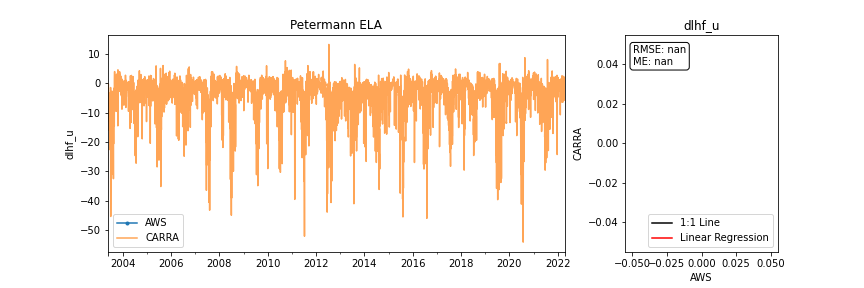 Petermann ELA
dlhf_u
10
0
−10
−20
−30
−40
−50
dlhf_u
AWS
CARRA
2004
2006
2008
2010
2012
2014
2016
2018
2020
2022
dlhf_u
RMSE: nan
ME: nan
0.04
0.02
0.00
−0.02
−0.04
CARRA
1:1 Line
Linear Regression
−0.050
−0.025
0.000
0.025
0.050
AWS